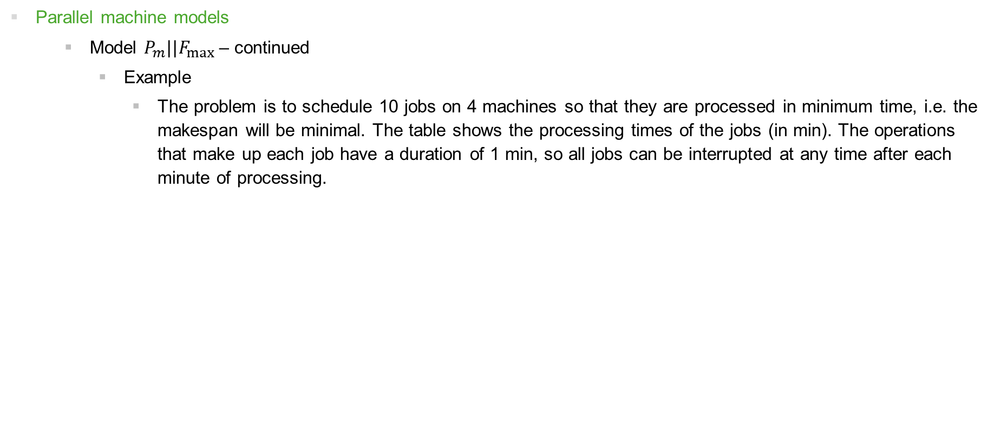 Parallel machine models
Model P_m||F_max – continued
Example
The problem is to schedule 10 jobs on 4 machines so that they are processed in minimum time, i.e. the
makespan will be minimal. The table shows the processing times of the jobs (in min). The operations
that make up each job have a duration of 1 min, so all jobs can be interrupted at any time after each
minute of processing.